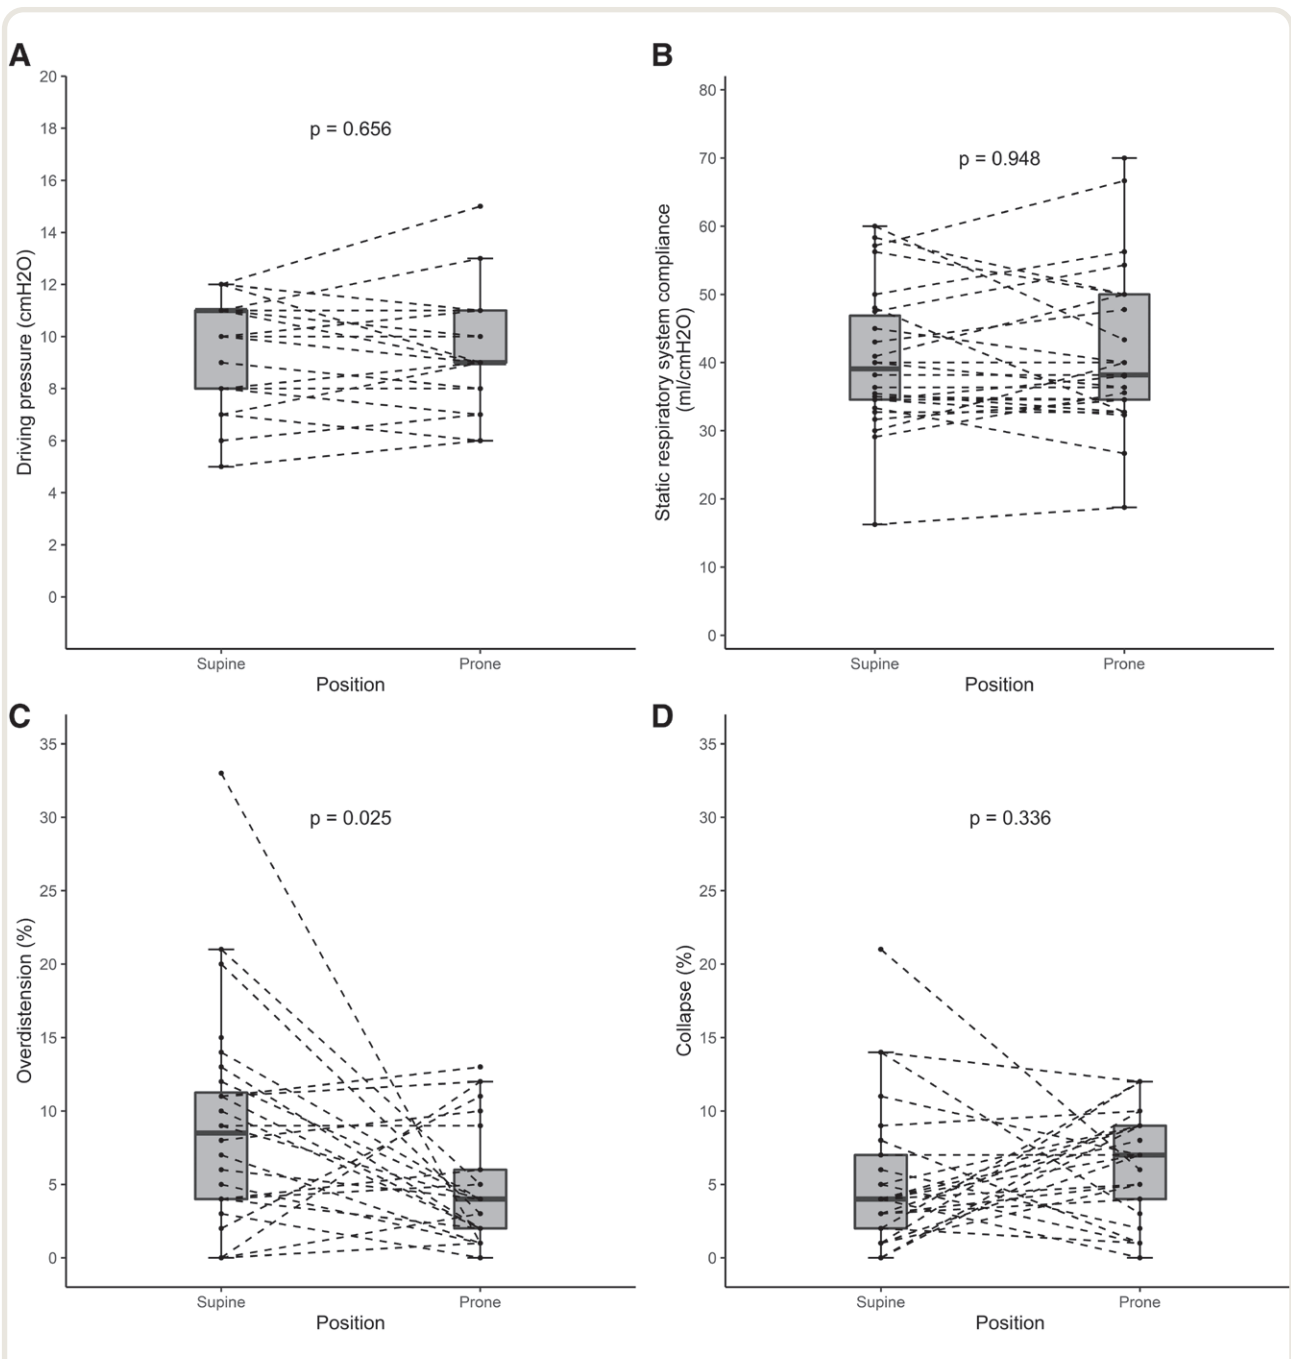 A
20
18
16
14
12
10
8
6
4
2
0
Driving pressure (cmH2O)
p = 0.656
Supine Prone
Position
B
80
70
60
50
40
30
20
10
0
Static respiratory system compliance
(ml/cmH2O)
p = 0.948
Supine Prone
Position
C
35
30
25
20
15
10
5
0
Overdistension (%)
p = 0.025
Supine Prone
Position
D
35
30
25
20
15
10
5
0
Collapse (%)
p = 0.336
Supine Prone
Position